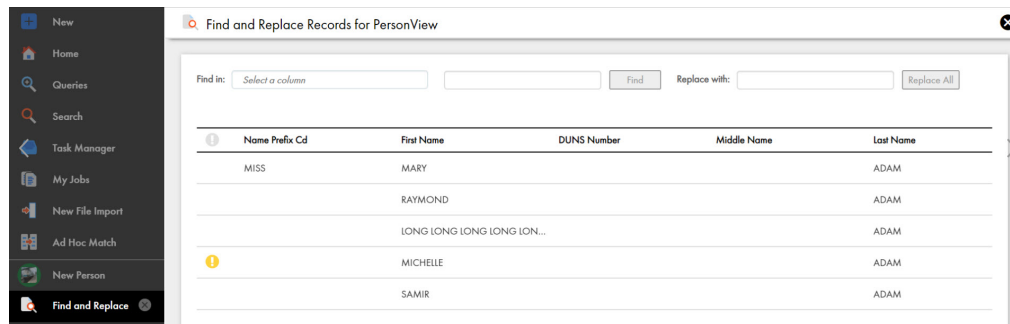 New
Home
Queries
Search
Task Manager
My Jobs
New File Import
Ad Hoc Match
New Person
Find and Replace
Find and Replace Records for PersonView
Find in: Select a column Find Replace with: Replace All
Name Prefix Cd First Name DUNS Number Middle Name Last Name
MISS MARY ADAM
RAYMOND ADAM
LONG LONG LONG LONG LON... ADAM
MICHELLE ADAM
SAMIR ADAM